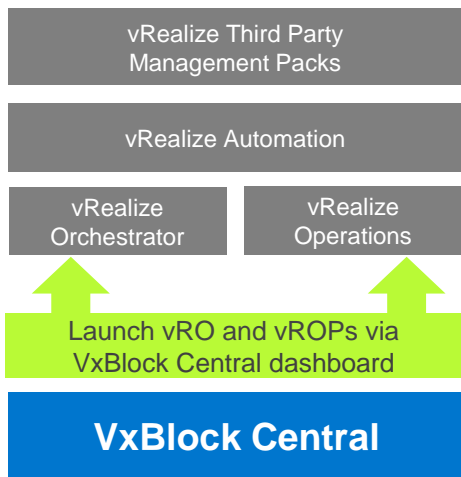 vRealize Third Party
Management Packs
vRealize Automation
vRealize
Orchestrator
vRealize
Operations
Launch vRO and vROPs via
VxBlock Central dashboard
VxBlock Central